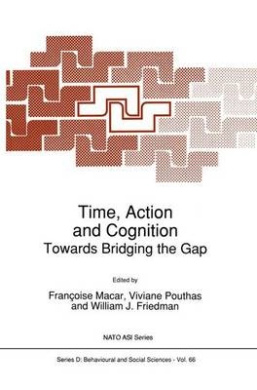 Time, Action
and Cognition
Towards Bridging the Gap
Edited by
Françoise Macar, Viviane Pouthas
and William J. Friedman
NATO ASI Series
Series D: Behavioural and Social Sciences - Vol. 66